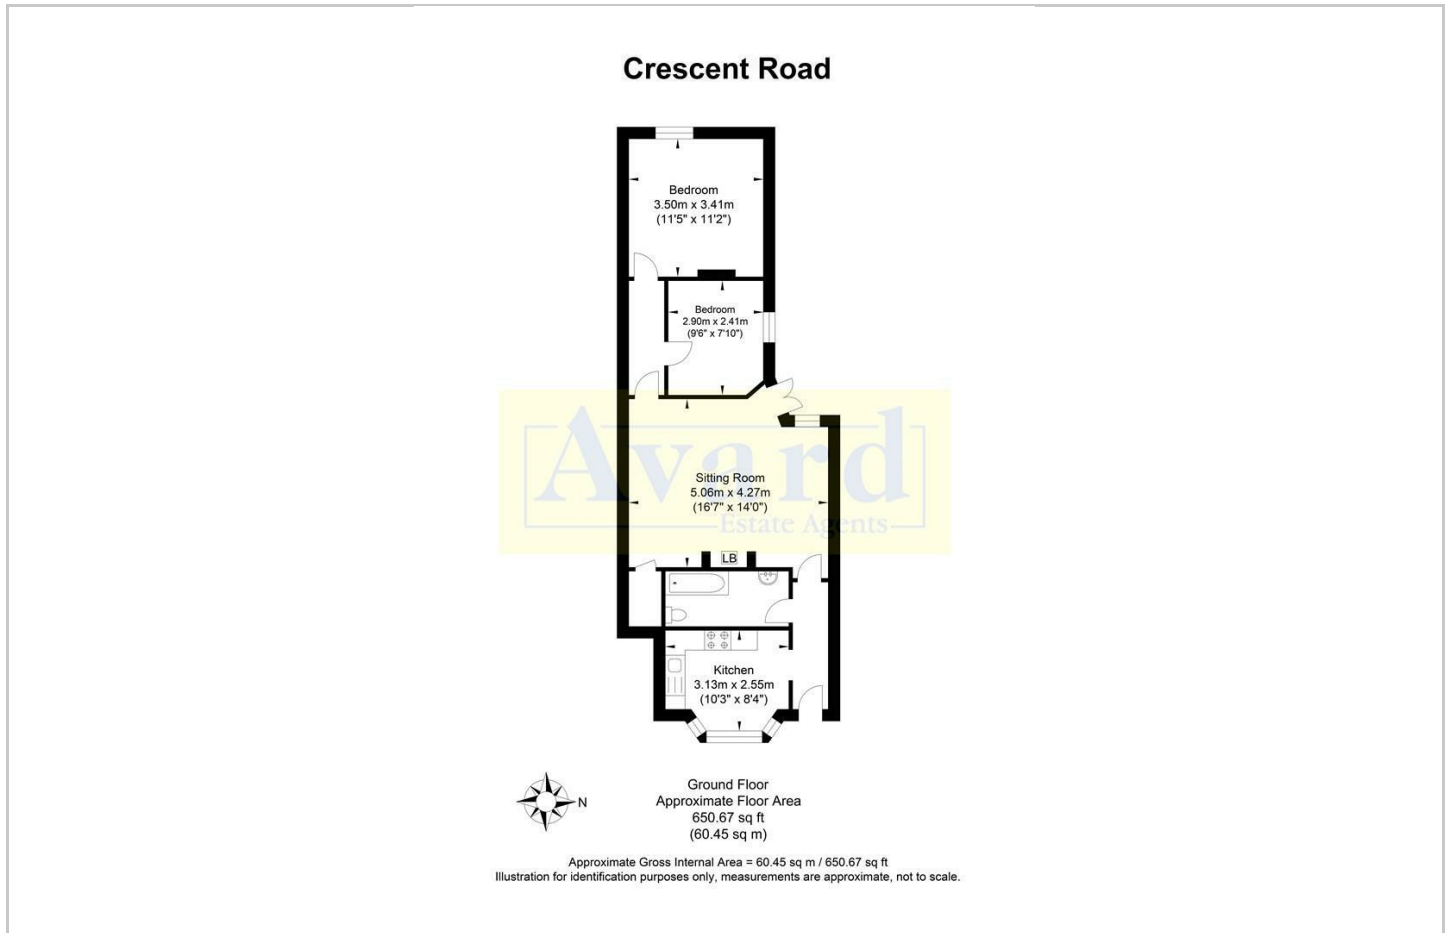 Crescent Road
Bedroom
3.50m x 3.41m
(11'5" x 11'2")
Bedroom
2.90m x 2.41m
(9'6" x 7'10")
Avard
Estate Agents
Sitting Room
5.06m x 4.27m
(16'7" x 14'0")
LB
Kitchen
3.13m x 2.55m
(10'3" x 8'4")
N
Ground Floor
Approximate Floor Area
650.67 sq ft
(60.45 sq m)
Approximate Gross Internal Area = 60.45 sq m / 650.67 sq ft
Illustration for identification purposes only, measurements are approximate, not to scale.